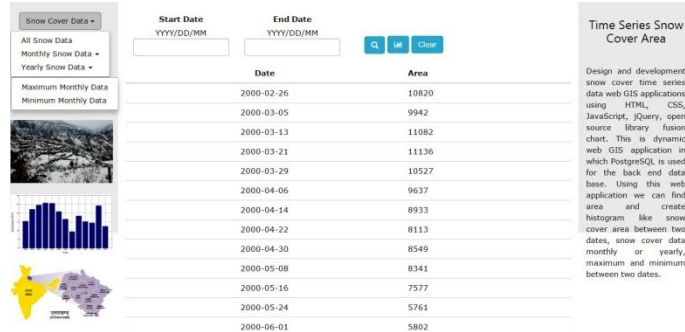 Snow Cover Data
All Snow Data
Monthly Snow Data
Yearly Snow Data
Maximum Monthly Data
Minimum Monthly Data
Start Date
YYYY/DD/MM
End Date
YYYY/DD/MM
Clear
Date Area
2000-02-26 10820
2000-03-05 9942
2000-03-13 11082
2000-03-21 11136
2000-03-29 10527
2000-04-06 9637
2000-04-14 8933
2000-04-22 8113
2000-04-30 8549
2000-05-08 8341
2000-05-16 7577
2000-05-24 5761
2000-06-01 5802
Time Series Snow
Cover Area
Design and development
snow cover time series
data web GIS applications
using HTML, CSS,
JavaScript, jQuery, open
source library fusion
chart. This is dynamic
web GIS application in
which PostgreSQL is used
for the back end data
base. Using this web
application we can find
area and create
histogram like snow
cover area between two
dates, snow cover data
monthly or yearly,
maximum and minimum
between two dates.